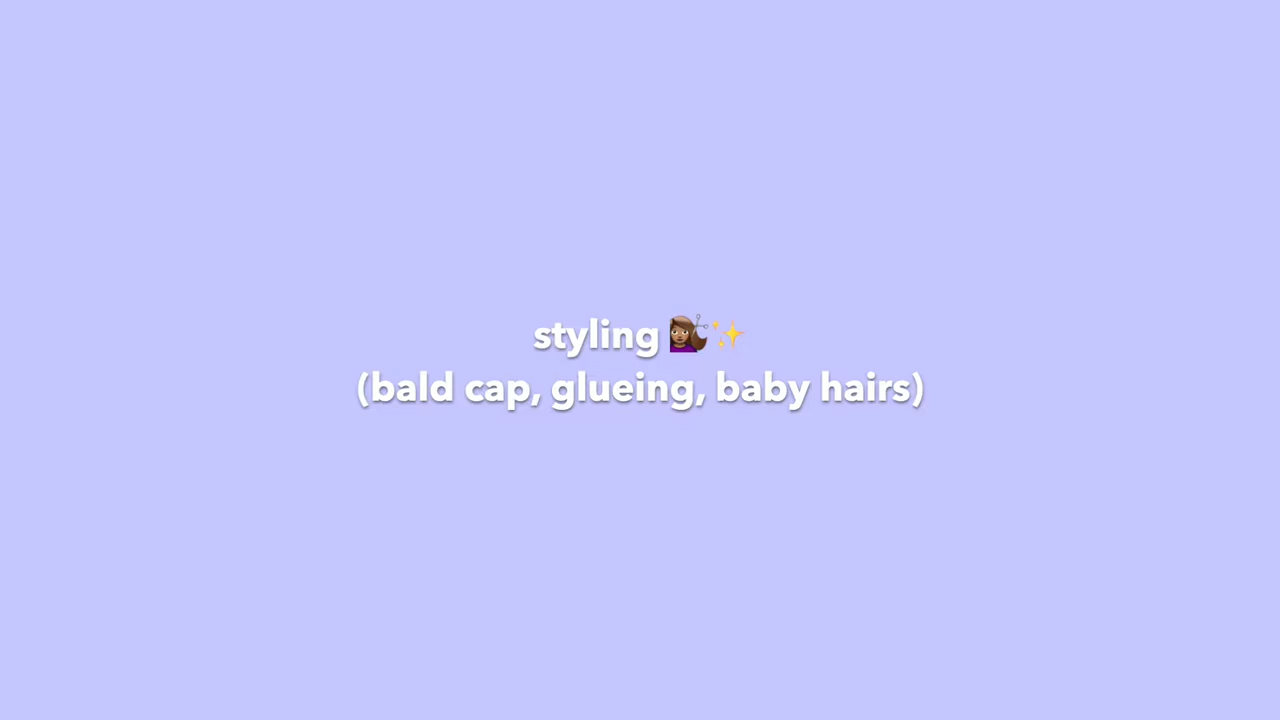 styling 💇🏽‍♀️✨
(bald cap, glueing, baby hairs)